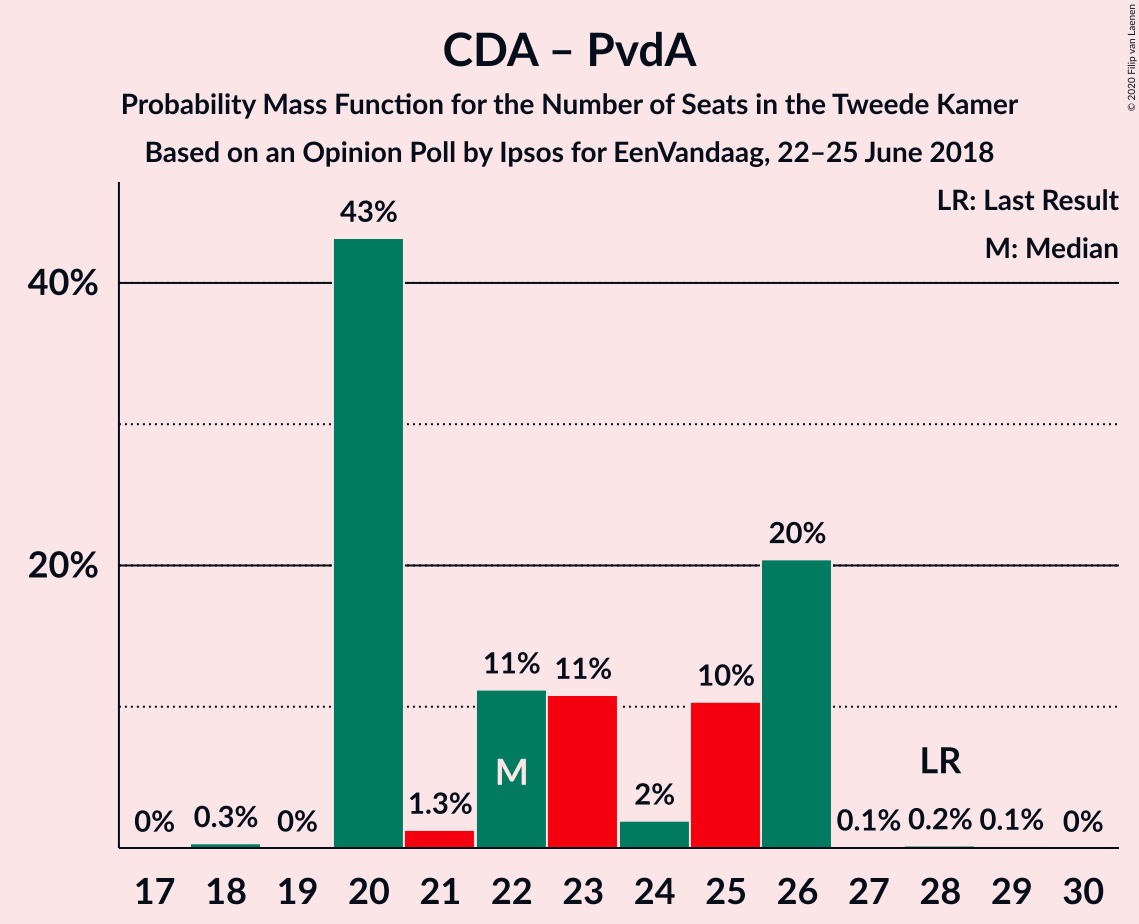 CDA – PvdA
Probability Mass Function for the Number of Seats in the Tweede Kamer
Based on an Opinion Poll by Ipsos for EenVandaag, 22–25 June 2018
© 2020 Filip van Laenen
LR: Last Result
M: Median
40%
20%
0%
0.3%
0%
43%
1.3%
11%
11%
2%
10%
20%
0.1%
0.2%
0.1%
0%
M
LR
17 18 19 20 21 22 23 24 25 26 27 28 29 30